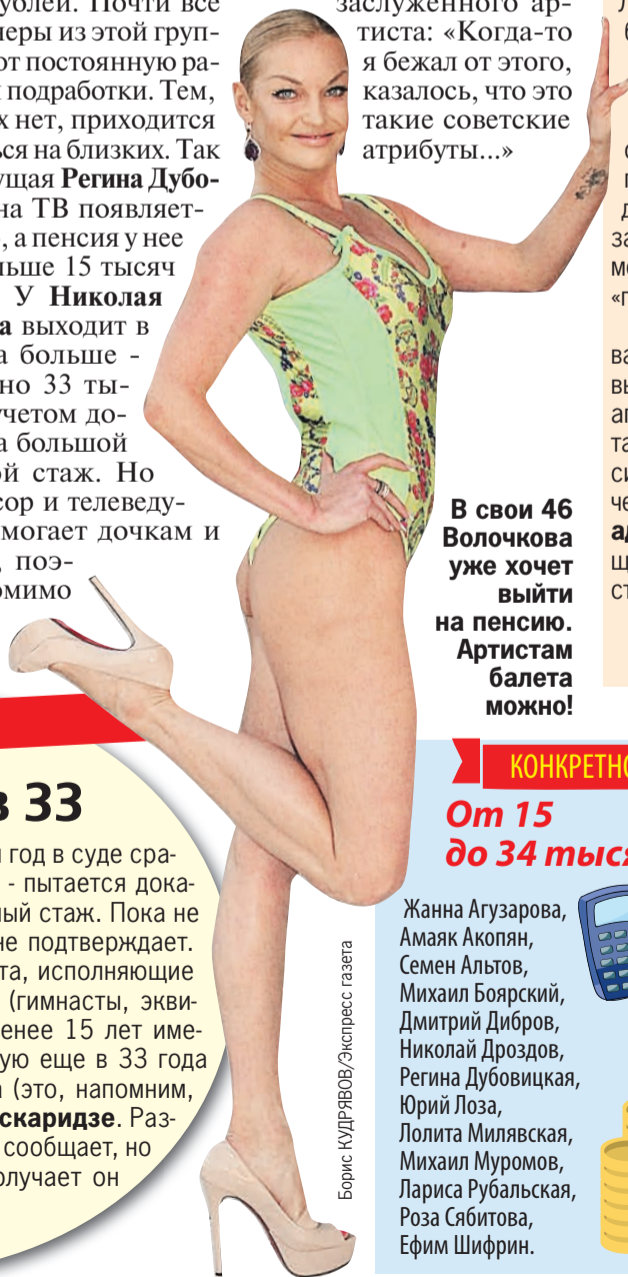 ублей. Почти все
неры из этой груп-
от постоянную ра-
и подработки. Тем,
х нет, приходится
ься на близких. Так
ущая Регина Дубо-
на ТВ появляет-
, а пенсия у нее
льше 15 тысяч
У Николая
а выходит в
а больше -
но 33 ты-
учетом до-
а большой
й стаж. Но
сор и телеведу-
могает дочкам и
, поэ-
омимо
заслуженного ар-
тиста: «Когда-то
я бежал от этого,
казалось, что это
такие советские
атрибуты...»
В свои 46
Волочкова
уже хочет
выйти
на пенсию.
Артистам
балета
можно!
в 33
год в суде сра-
- пытается дока-
ный стаж. Пока не
не подтверждает.
та, исполняющие
(гимнасты, экви-
енее 15 лет име-
ую еще в 33 года
а (это, напомним,
скаридзе. Раз-
сообщает, но
олучает он
Борис КУДРЯВОВ/Экспресс газета
КОНКРЕТНО
От 15
до 34 тыся
Жанна Агузарова,
Амаяк Акопян,
Семен Альтов,
Михаил Боярский,
Дмитрий Дибров,
Николай Дроздов,
Регина Дубовицкая,
Юрий Лоза,
Лолита Милявская,
Михаил Муромов,
Лариса Рубальская,
Роза Сябитова,
Ефим Шифрин.